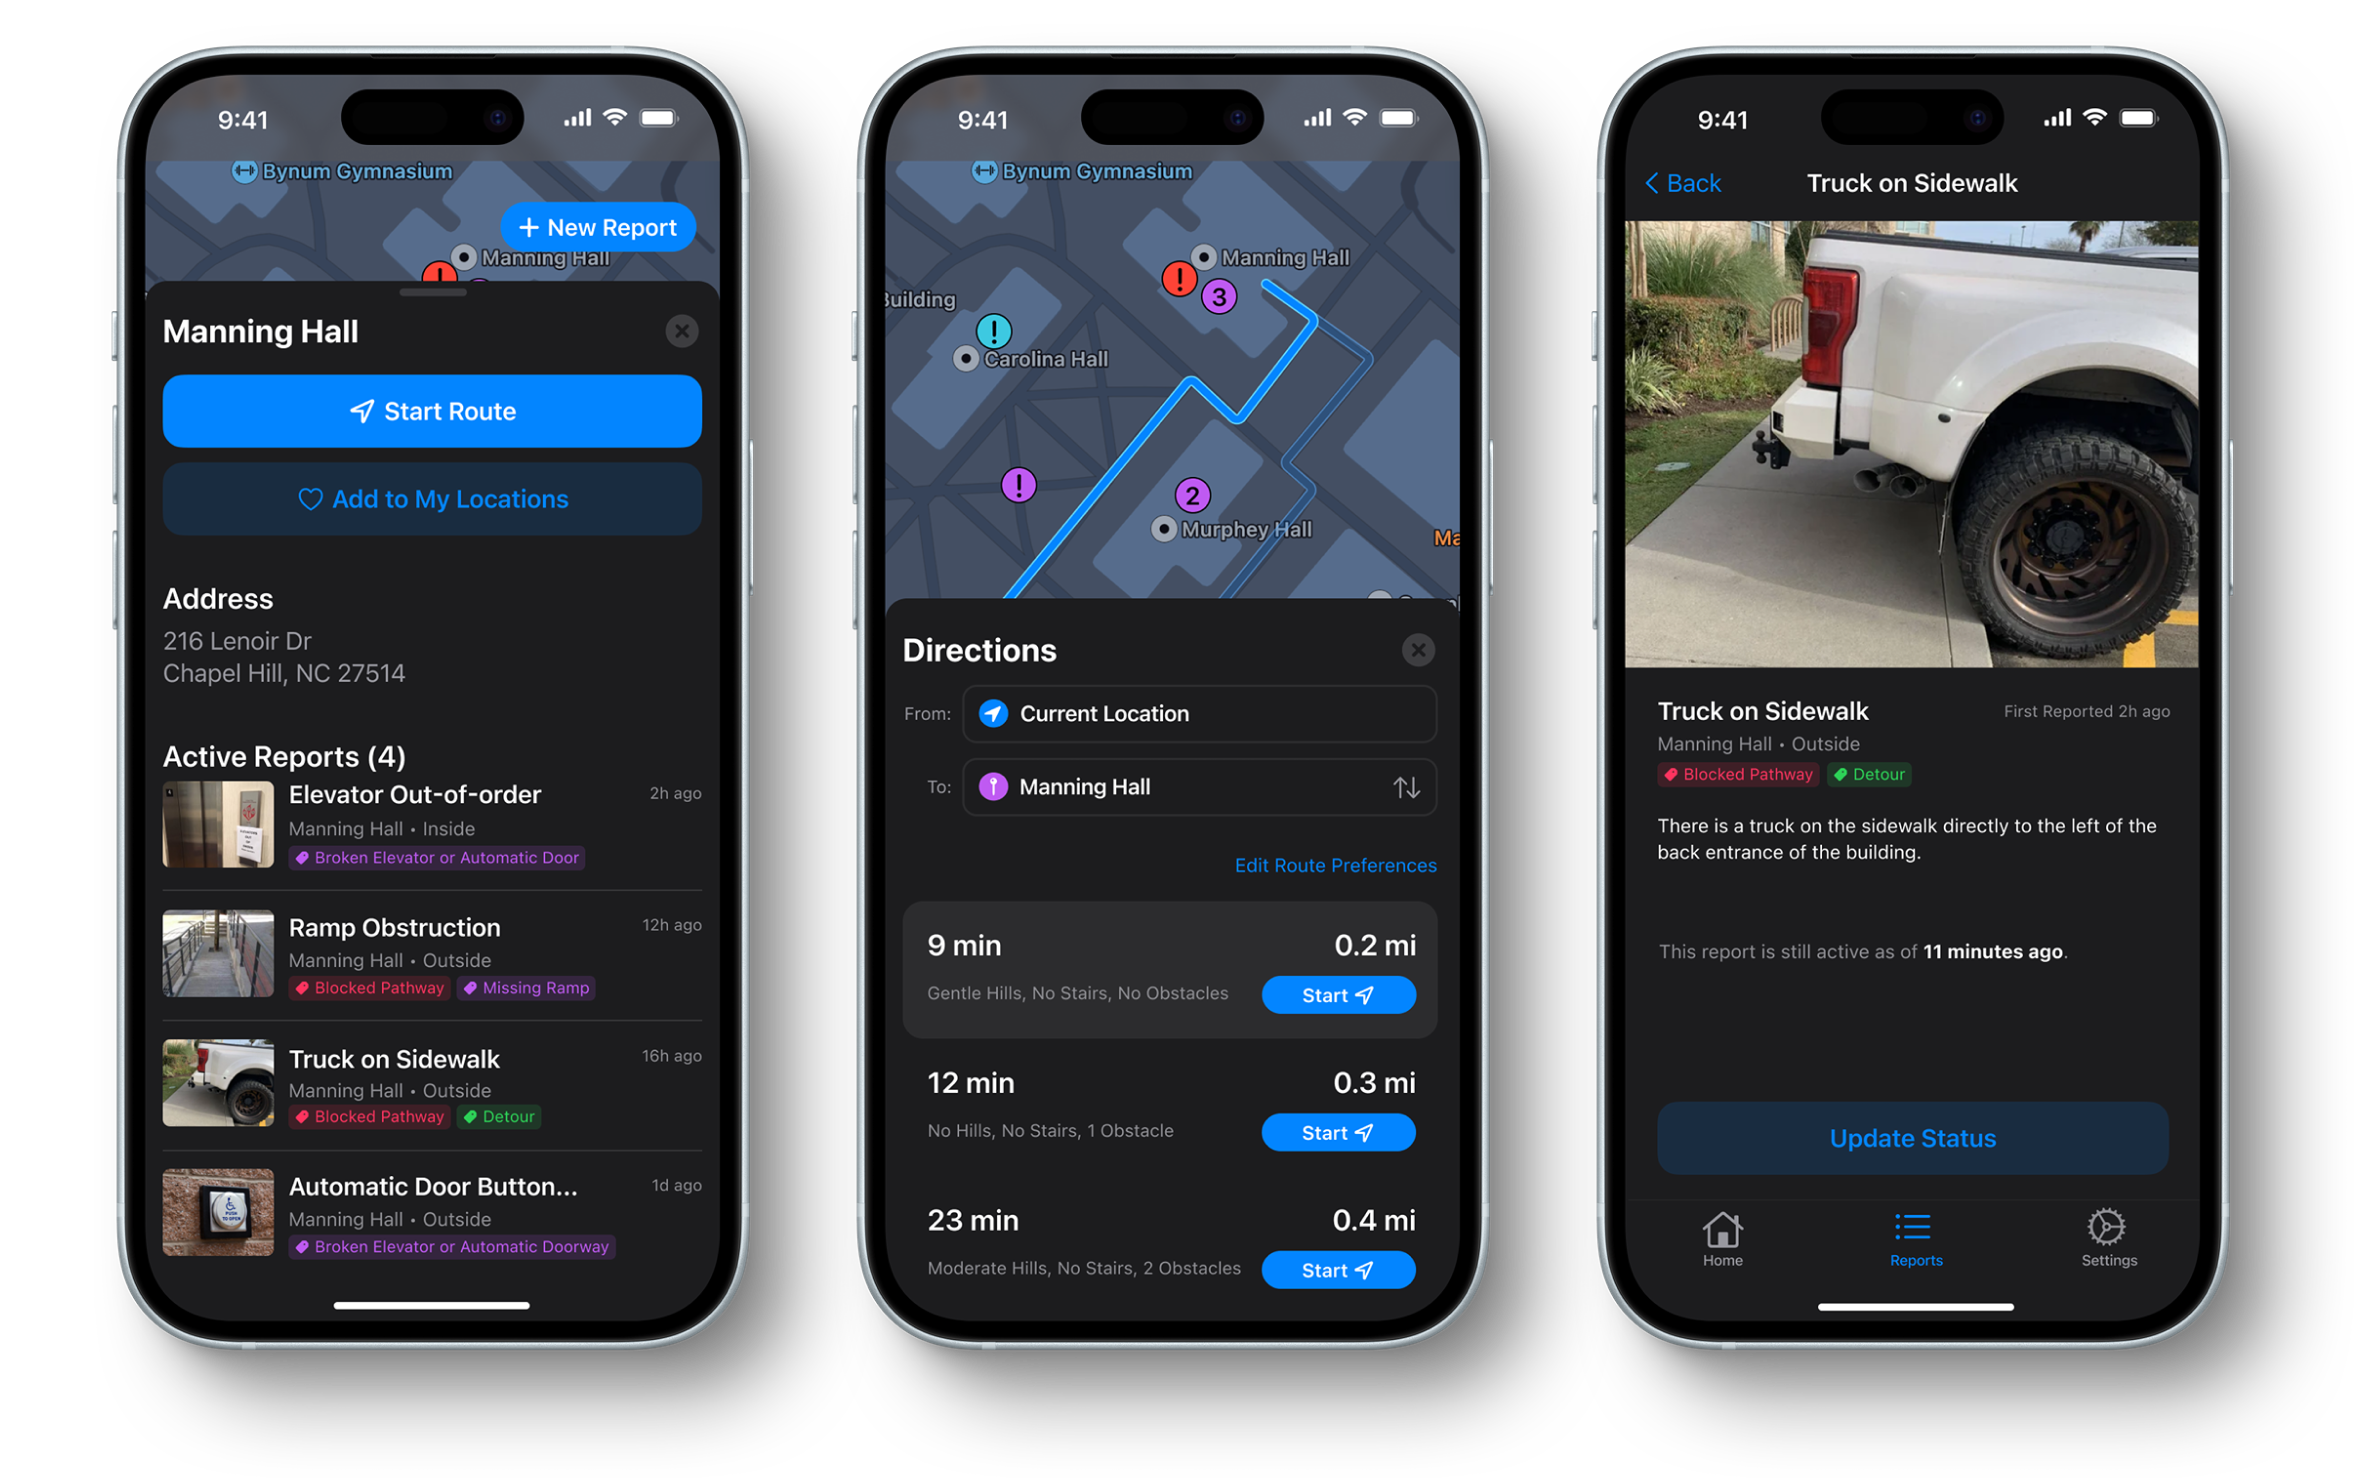 9:41
Bynum Gymnasium
+ New Report
Manning Hall
!
Manning Hall
Start Route
Add to My Locations
Address
216 Lenoir Dr
Chapel Hill, NC 27514
Active Reports (4)
Elevator Out-of-order
2h ago
Manning Hall • Inside
Broken Elevator or Automatic Door
Ramp Obstruction
12h ago
Manning Hall • Outside
Blocked Pathway
Missing Ramp
Truck on Sidewalk
16h ago
Manning Hall • Outside
Blocked Pathway
Detour
PUSH
TO OPEN
Automatic Door Button...
1d ago
Manning Hall • Outside
Broken Elevator or Automatic Doorway
9:41
Bynum Gymnasium
Manning Hall
!
3
Building
!
Carolina Hall
!
2
Murphey Hall
Ma
Directions
From:
Current Location
To:
Manning Hall
Edit Route Preferences
9 min
0.2 mi
Gentle Hills, No Stairs, No Obstacles
Start
12 min
0.3 mi
No Hills, No Stairs, 1 Obstacle
Start
23 min
0.4 mi
Moderate Hills, No Stairs, 2 Obstacles
Start
9:41
Back
Truck on Sidewalk
Truck on Sidewalk
First Reported 2h ago
Manning Hall • Outside
Blocked Pathway
Detour
There is a truck on the sidewalk directly to the left of the
back entrance of the building.
This report is still active as of 11 minutes ago.
Update Status
Home
Reports
Settings